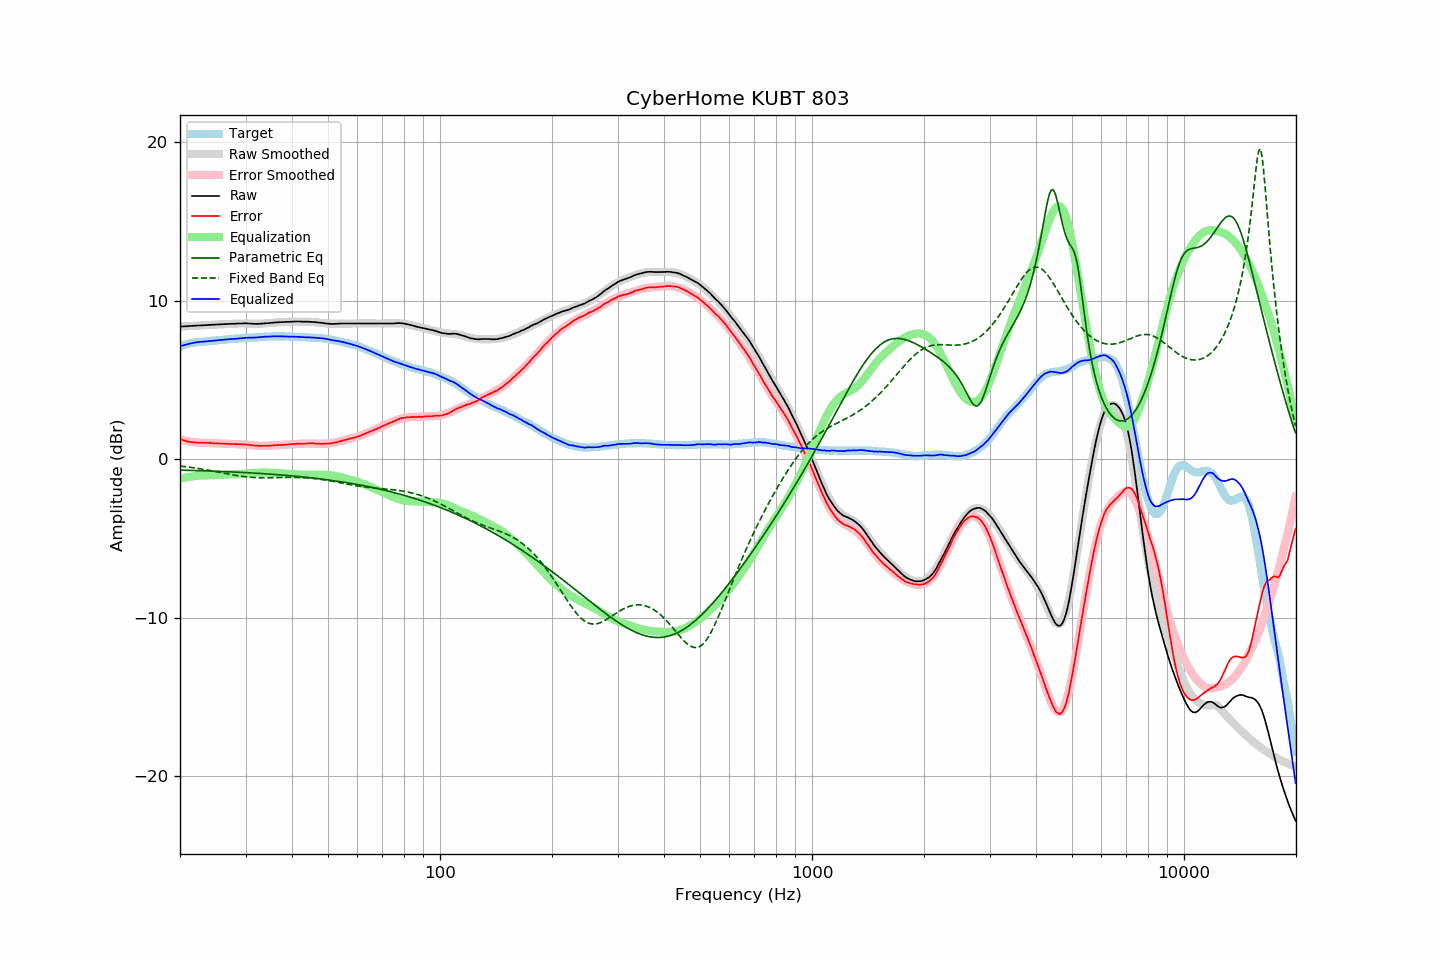 CyberHome KUBT 803
Target
Raw Smoothed
Error Smoothed
Raw
Error
Equalization
Parametric Eq
Fixed Band Eq
Equalized
20
10
0
−10
−20
Amplitude (dBr)
100
1000
10000
Frequency (Hz)